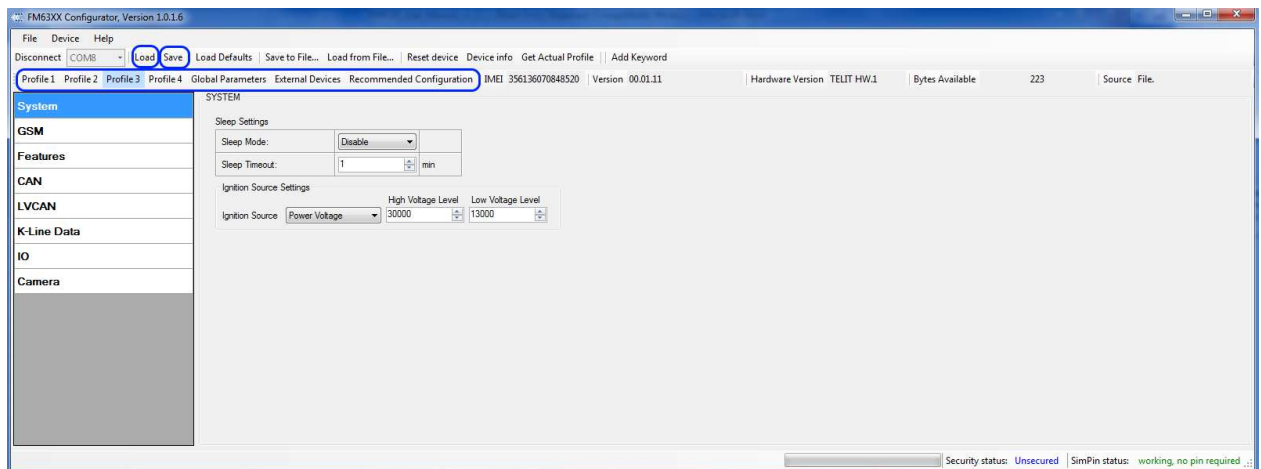 FM63XX Configurator, Version 1.0.1.6
File Device Help
Disconnect COM8 Load Save Load Defaults Save to File... Load from File... Reset device Device info Get Actual Profile Add Keyword
Profile 1 Profile 2 Profile 3 Profile 4 Global Parameters External Devices Recommended Configuration IMEI 356136070848520 Version 00.01.11 Hardware Version TELIT HW.1 Bytes Available 223 Source File.
System
GSM
Features
CAN
LVCAN
K-Line Data
IO
Camera
SYSTEM
Sleep Settings
Sleep Mode: Disable
Sleep Timeout: 1 min
Ignition Source Settings
High Voltage Level Low Voltage Level
Ignition Source Power Voltage 30000 13000
Security status: Unsecured SimPin status: working, no pin required